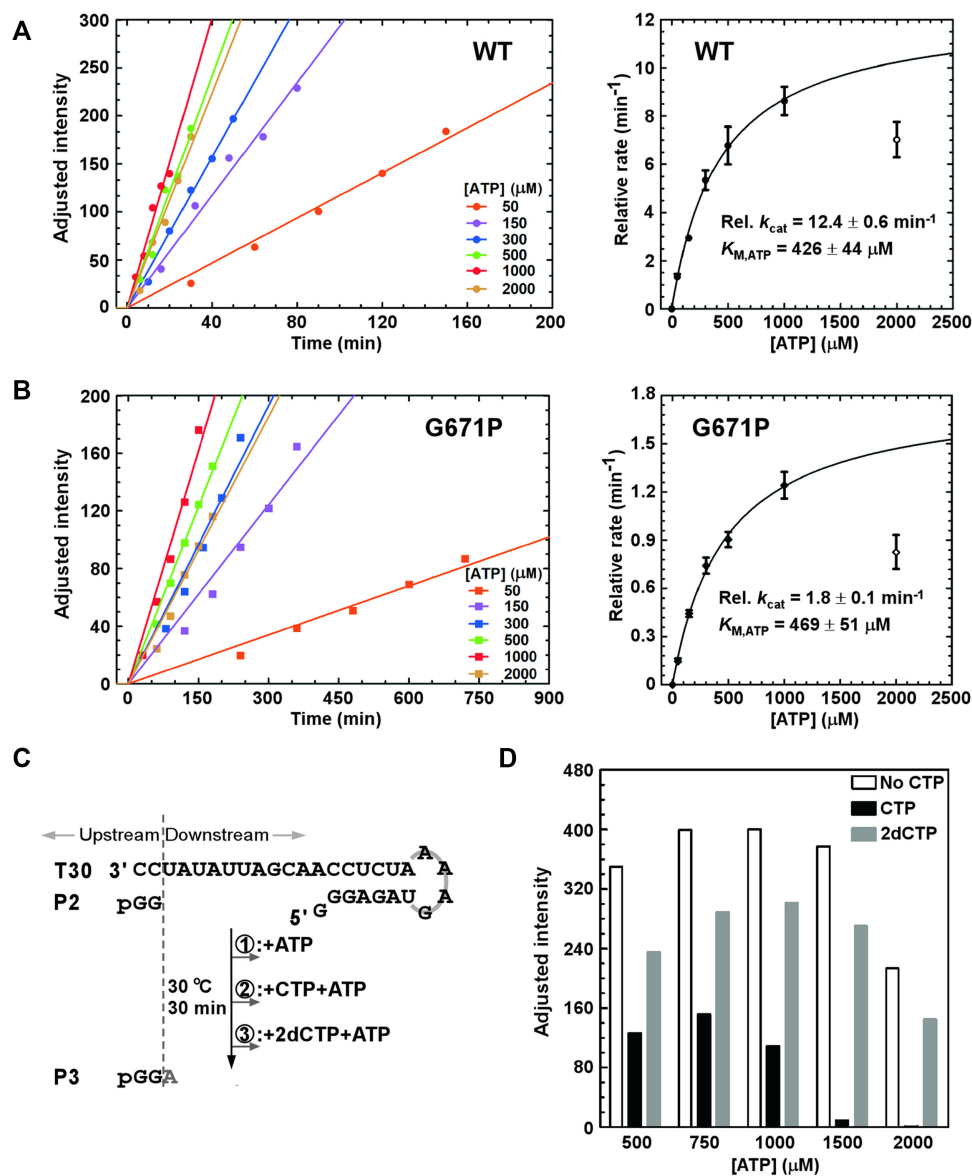 A
WT
Adjusted intensity
300
250
200
150
100
50
0
0 40 80 120 160 200
Time (min)
[ATP] (μM)
50
150
300
500
1000
2000
WT
Relative rate (min⁻¹)
12
10
8
6
4
2
0
Rel. kcat = 12.4 ± 0.6 min⁻¹
KM,ATP = 426 ± 44 μM
0 500 1000 1500 2000 2500
[ATP] (μM)
B
G671P
Adjusted intensity
200
160
120
80
40
0
0 150 300 450 600 750 900
Time (min)
[ATP] (μM)
50
150
300
500
1000
2000
G671P
Relative rate (min⁻¹)
1.8
1.5
1.2
0.9
0.6
0.3
0
Rel. kcat = 1.8 ± 0.1 min⁻¹
KM,ATP = 469 ± 51 μM
0 500 1000 1500 2000 2500
[ATP] (μM)
C
Upstream Downstream
T30 3' CCUAUAUUAGCAACCUCUA A A A G
P2 pGG
5' G GGAGAU
①:+ATP
②:+CTP+ATP
③:+2dCTP+ATP
30 °C
30 min
P3 pGGA
D
Adjusted intensity
480
400
320
240
160
80
0
No CTP
CTP
2dCTP
500 750 1000 1500 2000
[ATP] (μM)